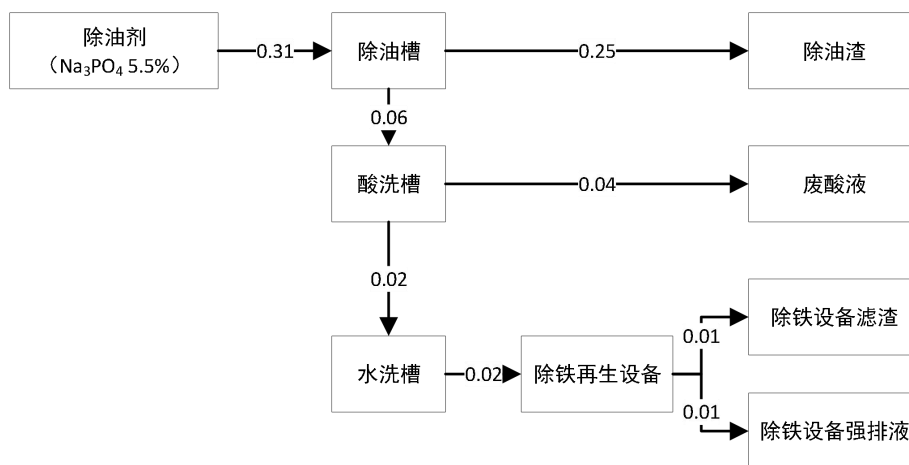 除油剂
（Na₃PO₄ 5.5%）
0.31
除油槽
0.25
除油渣
0.06
酸洗槽
0.04
废酸液
0.02
水洗槽
0.02
除铁再生设备
0.01
除铁设备滤渣
0.01
除铁设备强排液